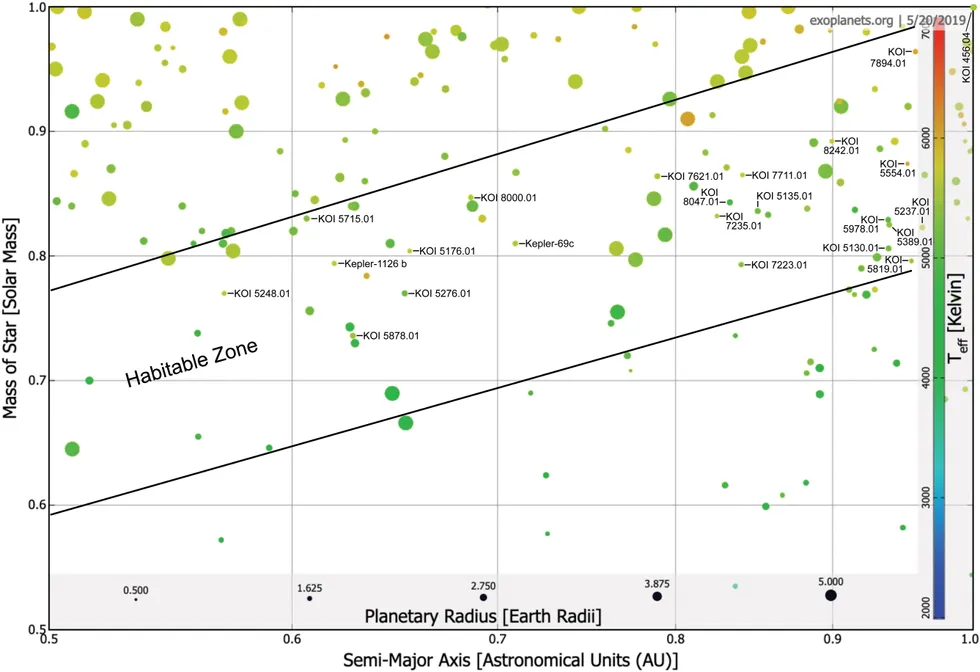 exoplanets.org | 5/20/2019
1.0
0.9
0.8
0.7
0.6
0.5
Mass of Star [Solar Mass]
KOI
7894.01
KOI 456.04
KOI
8242.01
KOI
5554.01
KOI 7621.01
KOI 7711.01
KOI 8000.01
KOI
8047.01
KOI 5135.01
KOI
5237.01
KOI 5715.01
KOI
7235.01
KOI
5978.01
KOI
5389.01
Kepler-69c
KOI 5176.01
KOI 5130.01
Kepler-1126 b
KOI 7223.01
KOI
5819.01
KOI 5248.01
KOI 5276.01
KOI 5878.01
Habitable Zone
6000
5000
4000
3000
2000
Teff [Kelvin]
0.500
1.625
2.750
3.875
5.000
Planetary Radius [Earth Radii]
0.5
0.6
0.7
0.8
0.9
1.0
Semi-Major Axis [Astronomical Units (AU)]